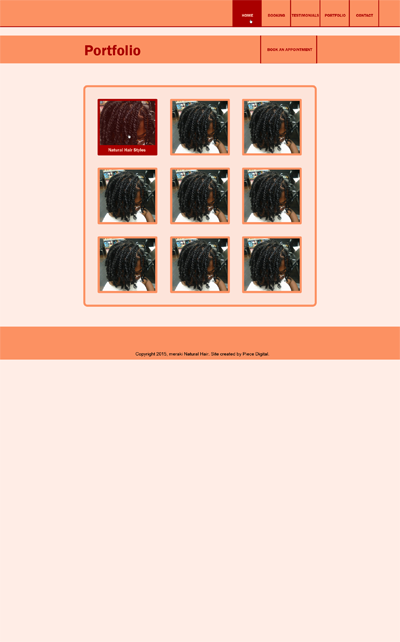 HOME BOOKING TESTIMONIALS PORTFOLIO CONTACT
Portfolio
BOOK AN APPOINTMENT
Natural Hair Styles
Copyright 2015, meraki Natural Hair. Site created by Piece Digital.